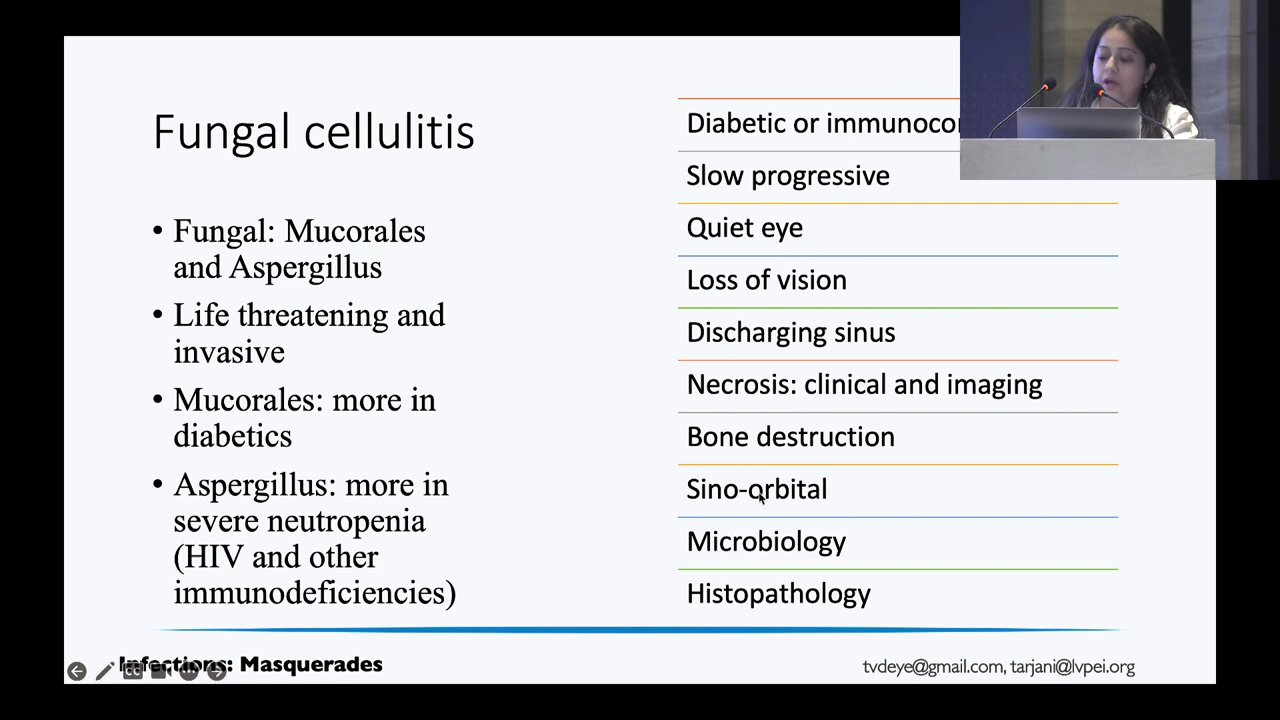 Fungal cellulitis
• Fungal: Mucorales
and Aspergillus
• Life threatening and
invasive
• Mucorales: more in
diabetics
• Aspergillus: more in
severe neutropenia
(HIV and other
immunodeficiencies)
Diabetic or
Slow progressive
Quiet eye
Loss of vision
Discharging sinus
Necrosis: clinical and imaging
Bone destruction
Sino-orbital
Microbiology
Histopathology
Infections: Masquerades
tvdeye@gmail.com, tarjani@lvpei.org